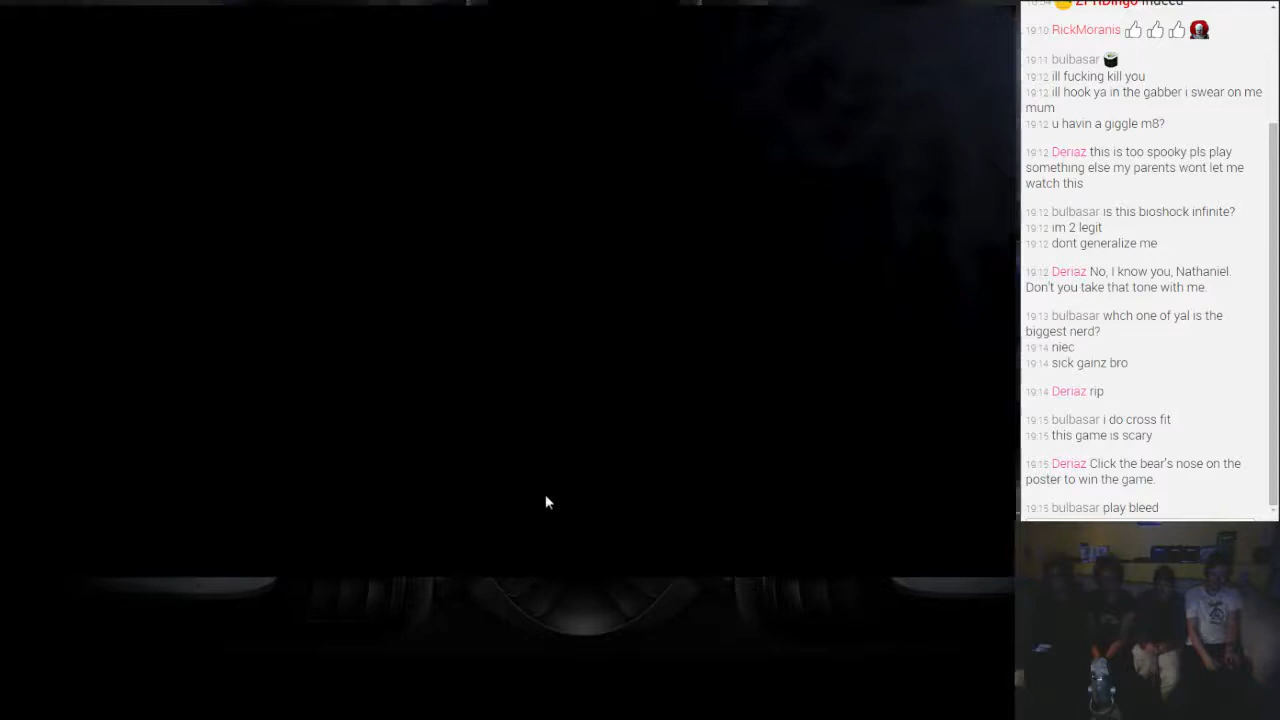 ZFRDingo indeed
19:10 RickMoranis
19:11 bulbasar
19:12 ill fucking kill you
19:12 ill hook ya in the gabber i swear on me
mum
19:12 u havin a giggle m8?
19:12 Deriaz this is too spooky pls play
something else my parents wont let me
watch this
19:12 bulbasar is this bioshock infinite?
19:12 im 2 legit
19:12 dont generalize me
19:12 Deriaz No, I know you, Nathaniel.
Don't you take that tone with me.
19:13 bulbasar whch one of yal is the
biggest nerd?
19:14 niec
19:14 sick gainz bro
19:14 Deriaz rip
19:15 bulbasar i do cross fit
19:15 this game is scary
19:15 Deriaz Click the bear's nose on the
poster to win the game.
19:15 bulbasar play bleed